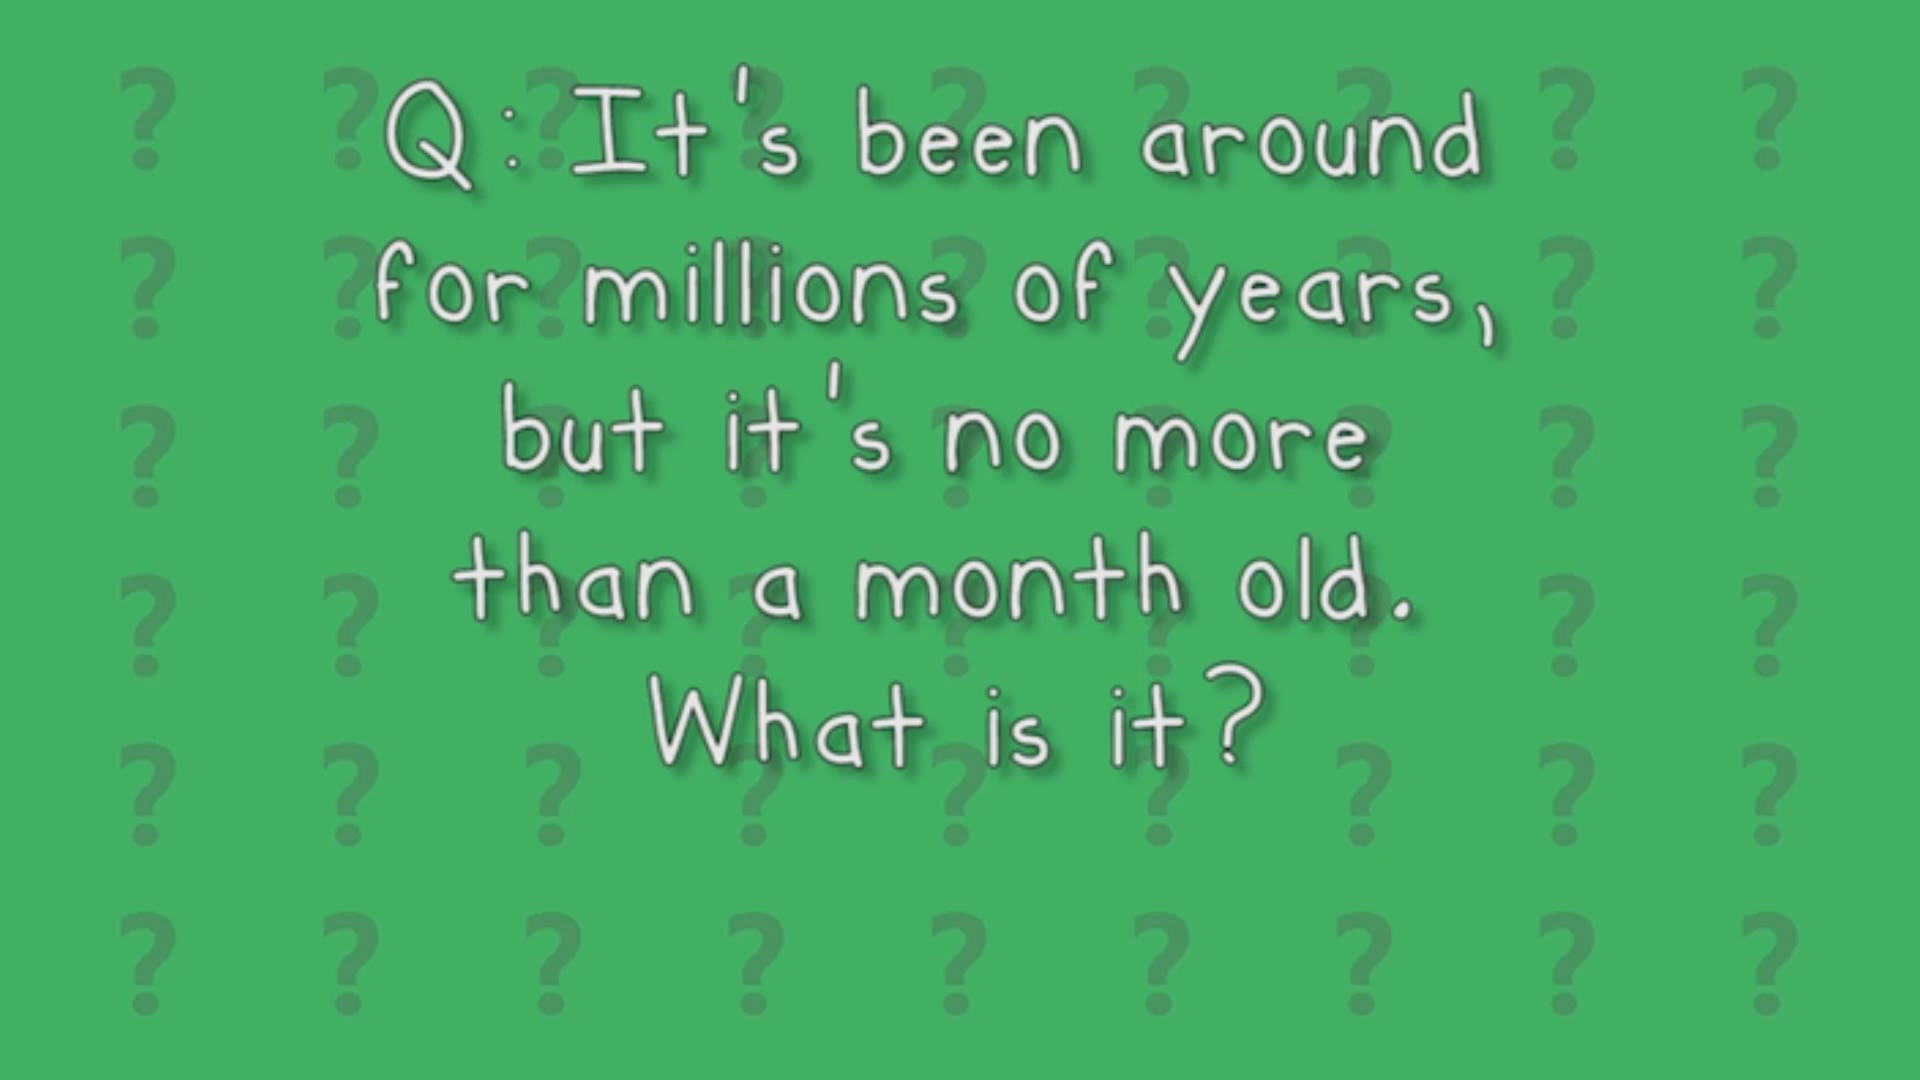 Q: It's been around
for millions of years,
but it's no more
than a month old.
What is it?